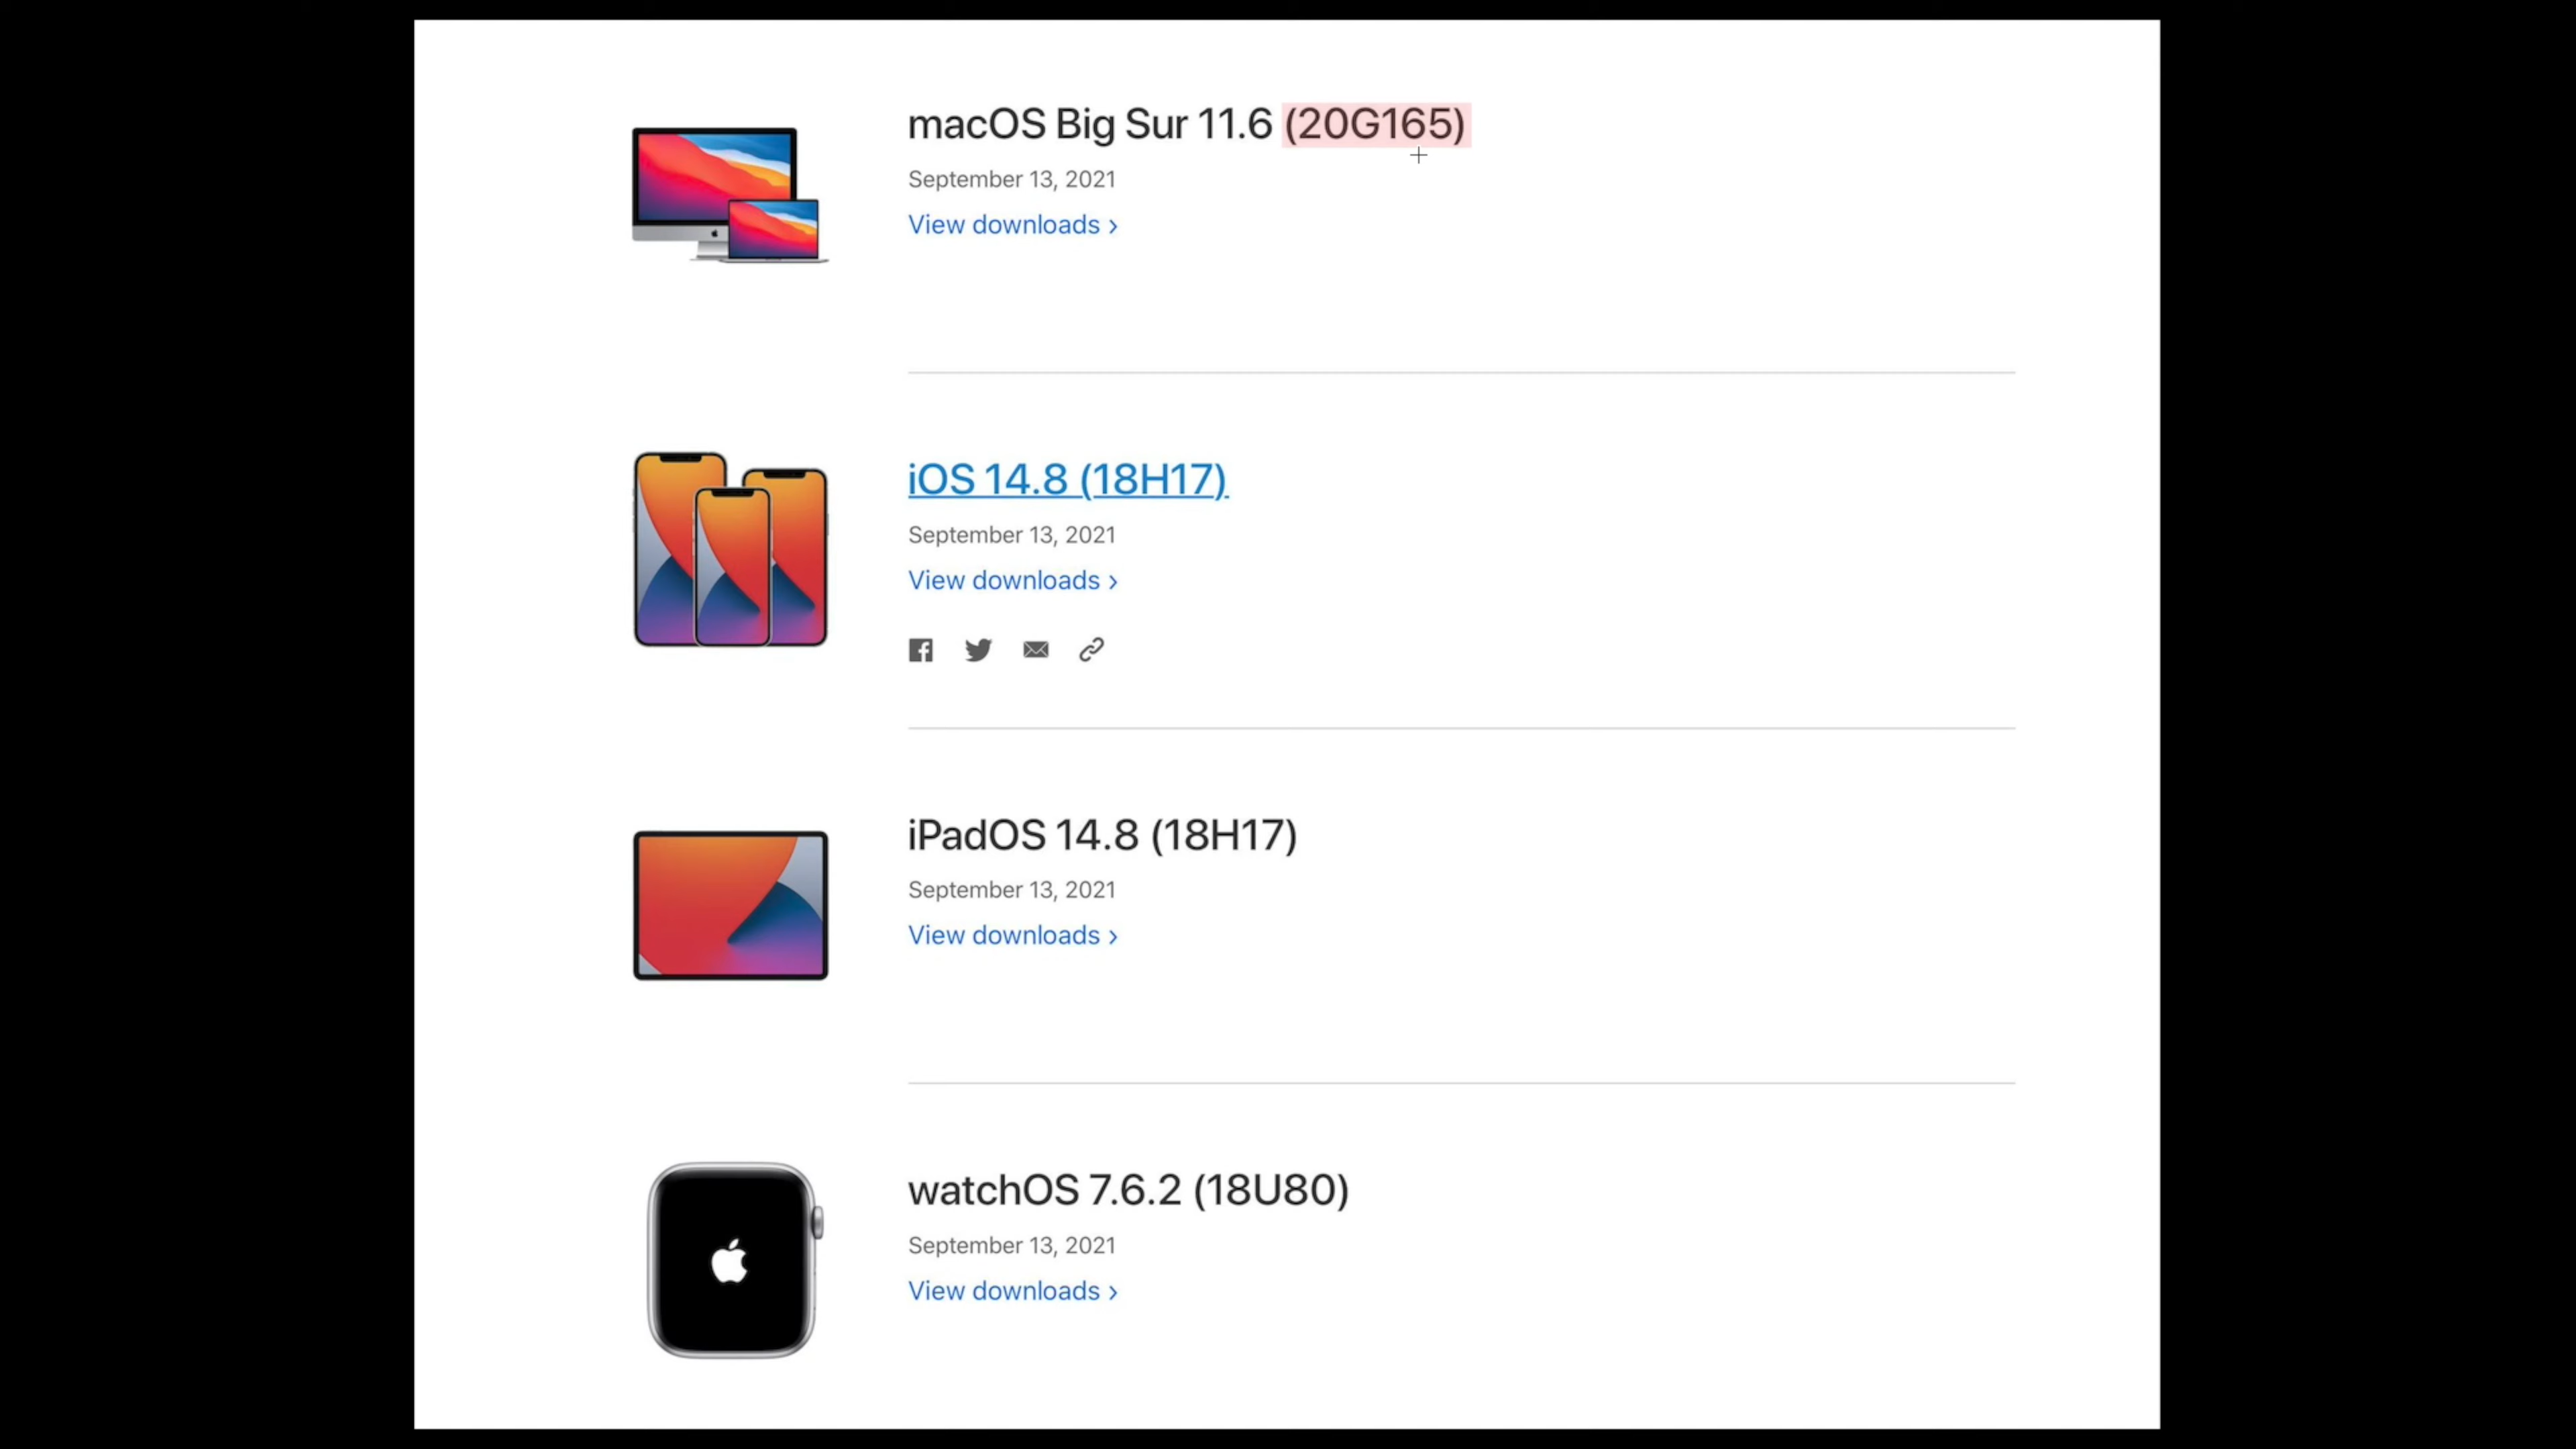 macOS Big Sur 11.6 (20G165)
September 13, 2021
View downloads ›
iOS 14.8 (18H17)
September 13, 2021
View downloads ›
iPadOS 14.8 (18H17)
September 13, 2021
View downloads ›
watchOS 7.6.2 (18U80)
September 13, 2021
View downloads ›